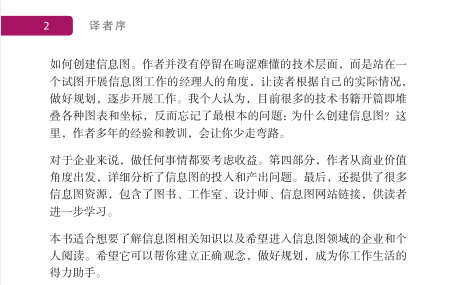 2 译者序
如何创建信息图。作者并没有停留在晦涩难懂的技术层面，而是站在一
个试图开展信息图工作的经理人的角度，让读者根据自己的实际情况，
做好规划，逐步开展工作。我个人认为，目前很多的技术书籍开篇即堆
叠各种图表和坐标，反而忘记了最根本的问题：为什么创建信息图？这
里，作者多年的经验和教训，会让你少走弯路。
对于企业来说，做任何事情都要考虑收益。第四部分，作者从商业价值
角度出发，详细分析了信息图的投入和产出问题。最后，还提供了很多
信息图资源，包含了图书、工作室、设计师、信息图网站链接，供读者
进一步学习。
本书适合想要了解信息图相关知识以及希望进入信息图领域的企业和个
人阅读。希望它可以帮你建立正确观念，做好规划，成为你工作生活的
得力助手。